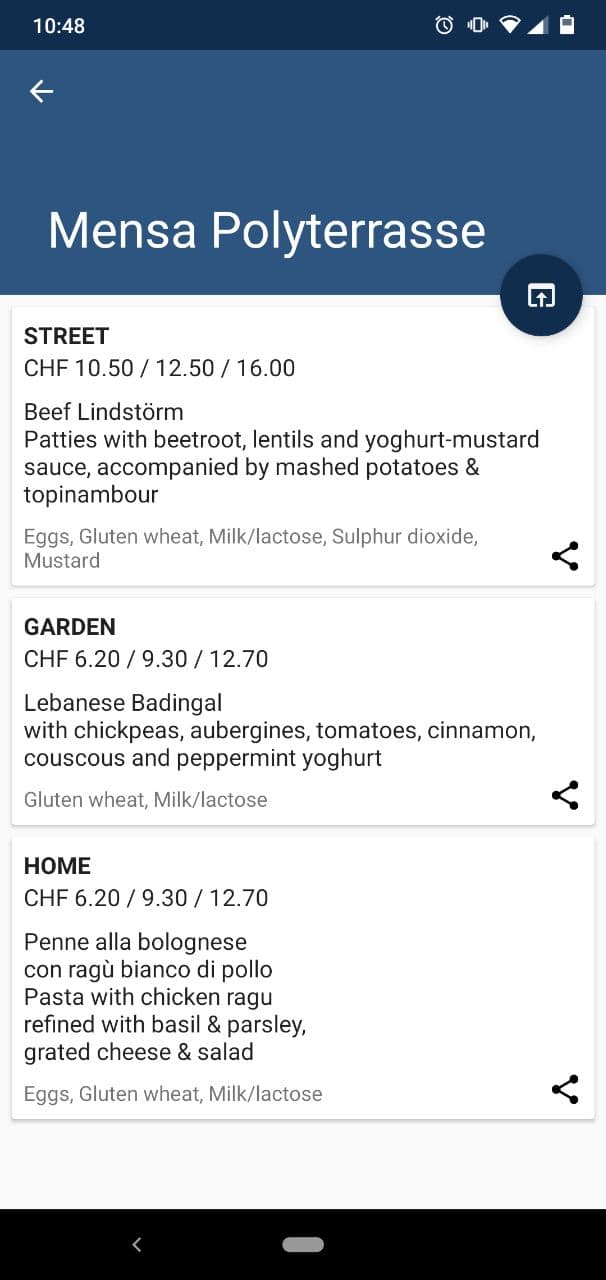 10:48
Mensa Polyterrasse
STREET
CHF 10.50 / 12.50 / 16.00
Beef Lindstörm
Patties with beetroot, lentils and yoghurt-mustard
sauce, accompanied by mashed potatoes &
topinambour
Eggs, Gluten wheat, Milk/lactose, Sulphur dioxide,
Mustard
GARDEN
CHF 6.20 / 9.30 / 12.70
Lebanese Badingal
with chickpeas, aubergines, tomatoes, cinnamon,
couscous and peppermint yoghurt
Gluten wheat, Milk/lactose
HOME
CHF 6.20 / 9.30 / 12.70
Penne alla bolognese
con ragù bianco di pollo
Pasta with chicken ragu
refined with basil & parsley,
grated cheese & salad
Eggs, Gluten wheat, Milk/lactose